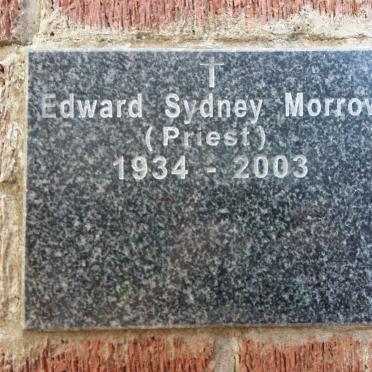 Edward Sydney Morrow
(Priest)
1934 - 2003